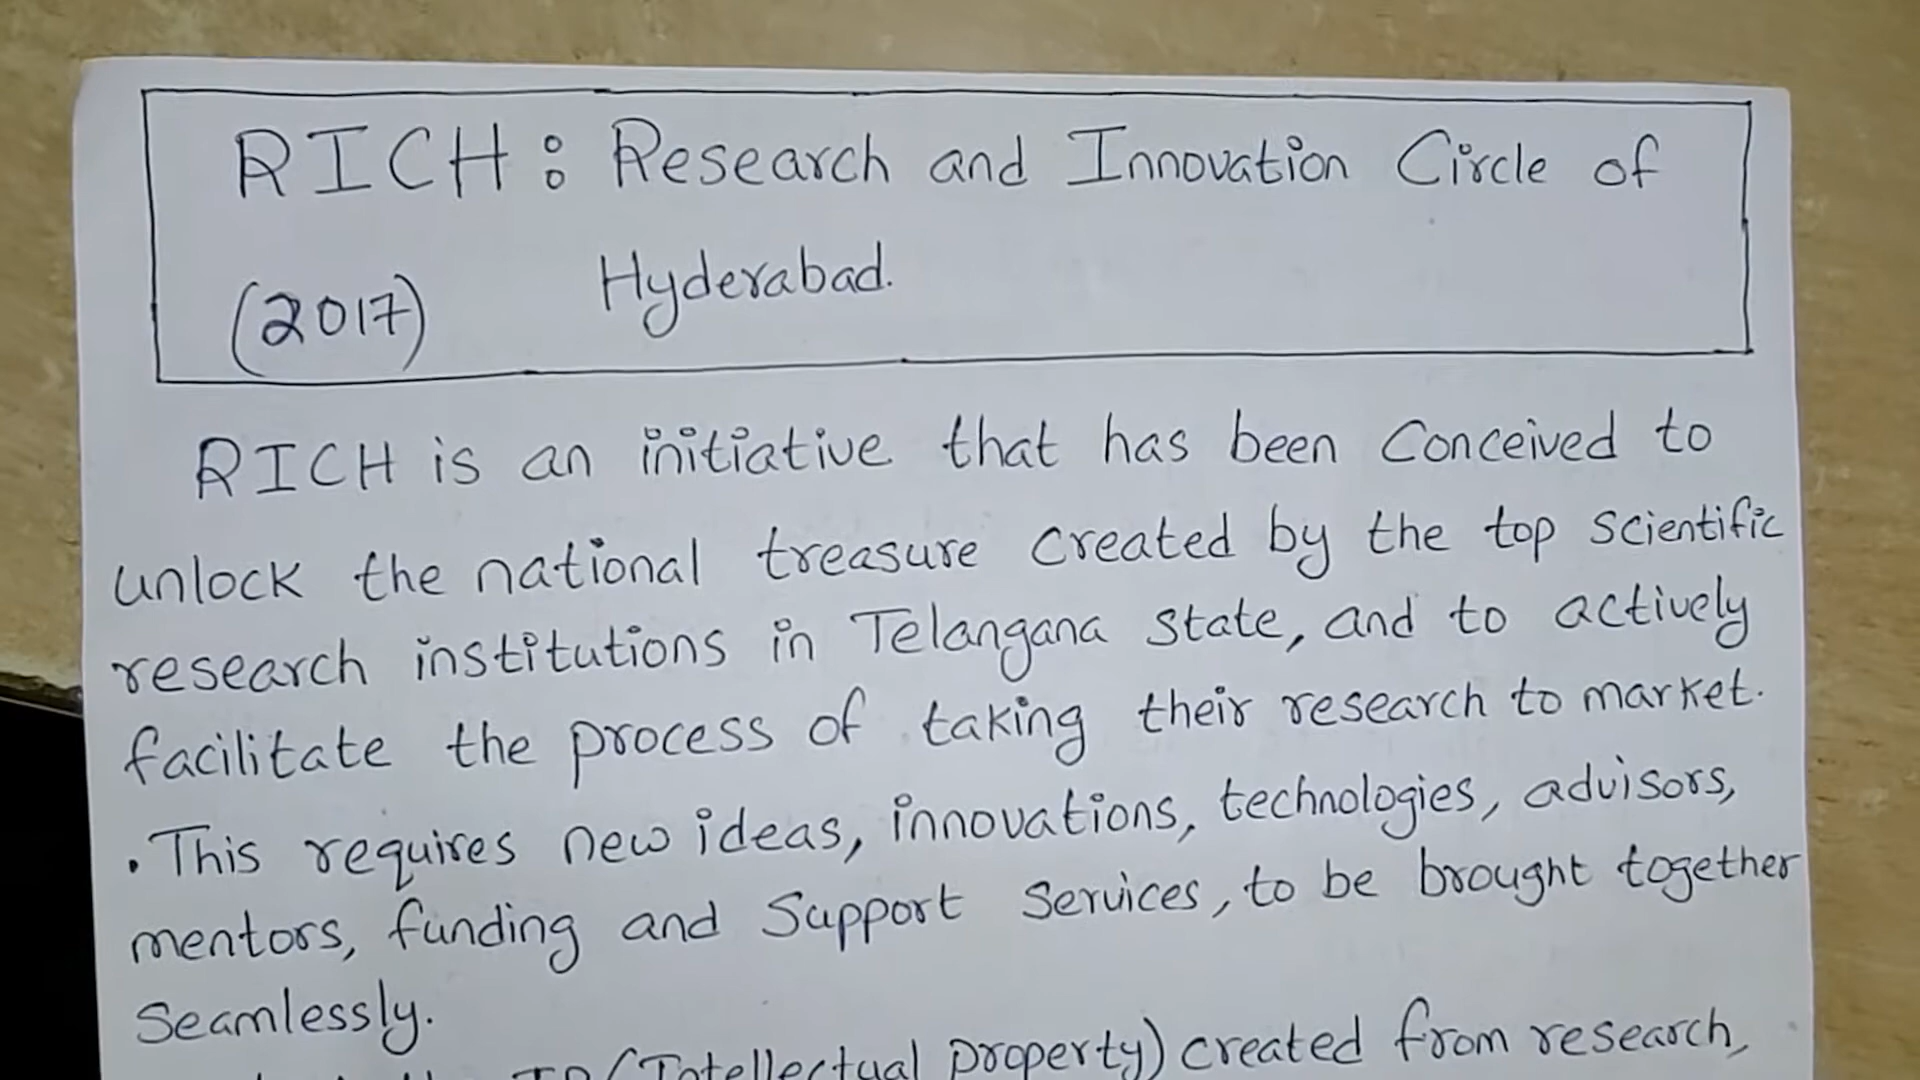 RICH: Research and Innovation Circle of
(2017) Hyderabad.
RICH is an initiative that has been Conceived to
unlock the national treasure created by the top scientific
research institutions in Telangana state, and to actively
facilitate the process of taking their research to market.
• This requires new ideas, innovations, technologies, advisors,
mentors, funding and Support Services, to be brought together
Seamlessly.
IP (Intellectual property) created from research,